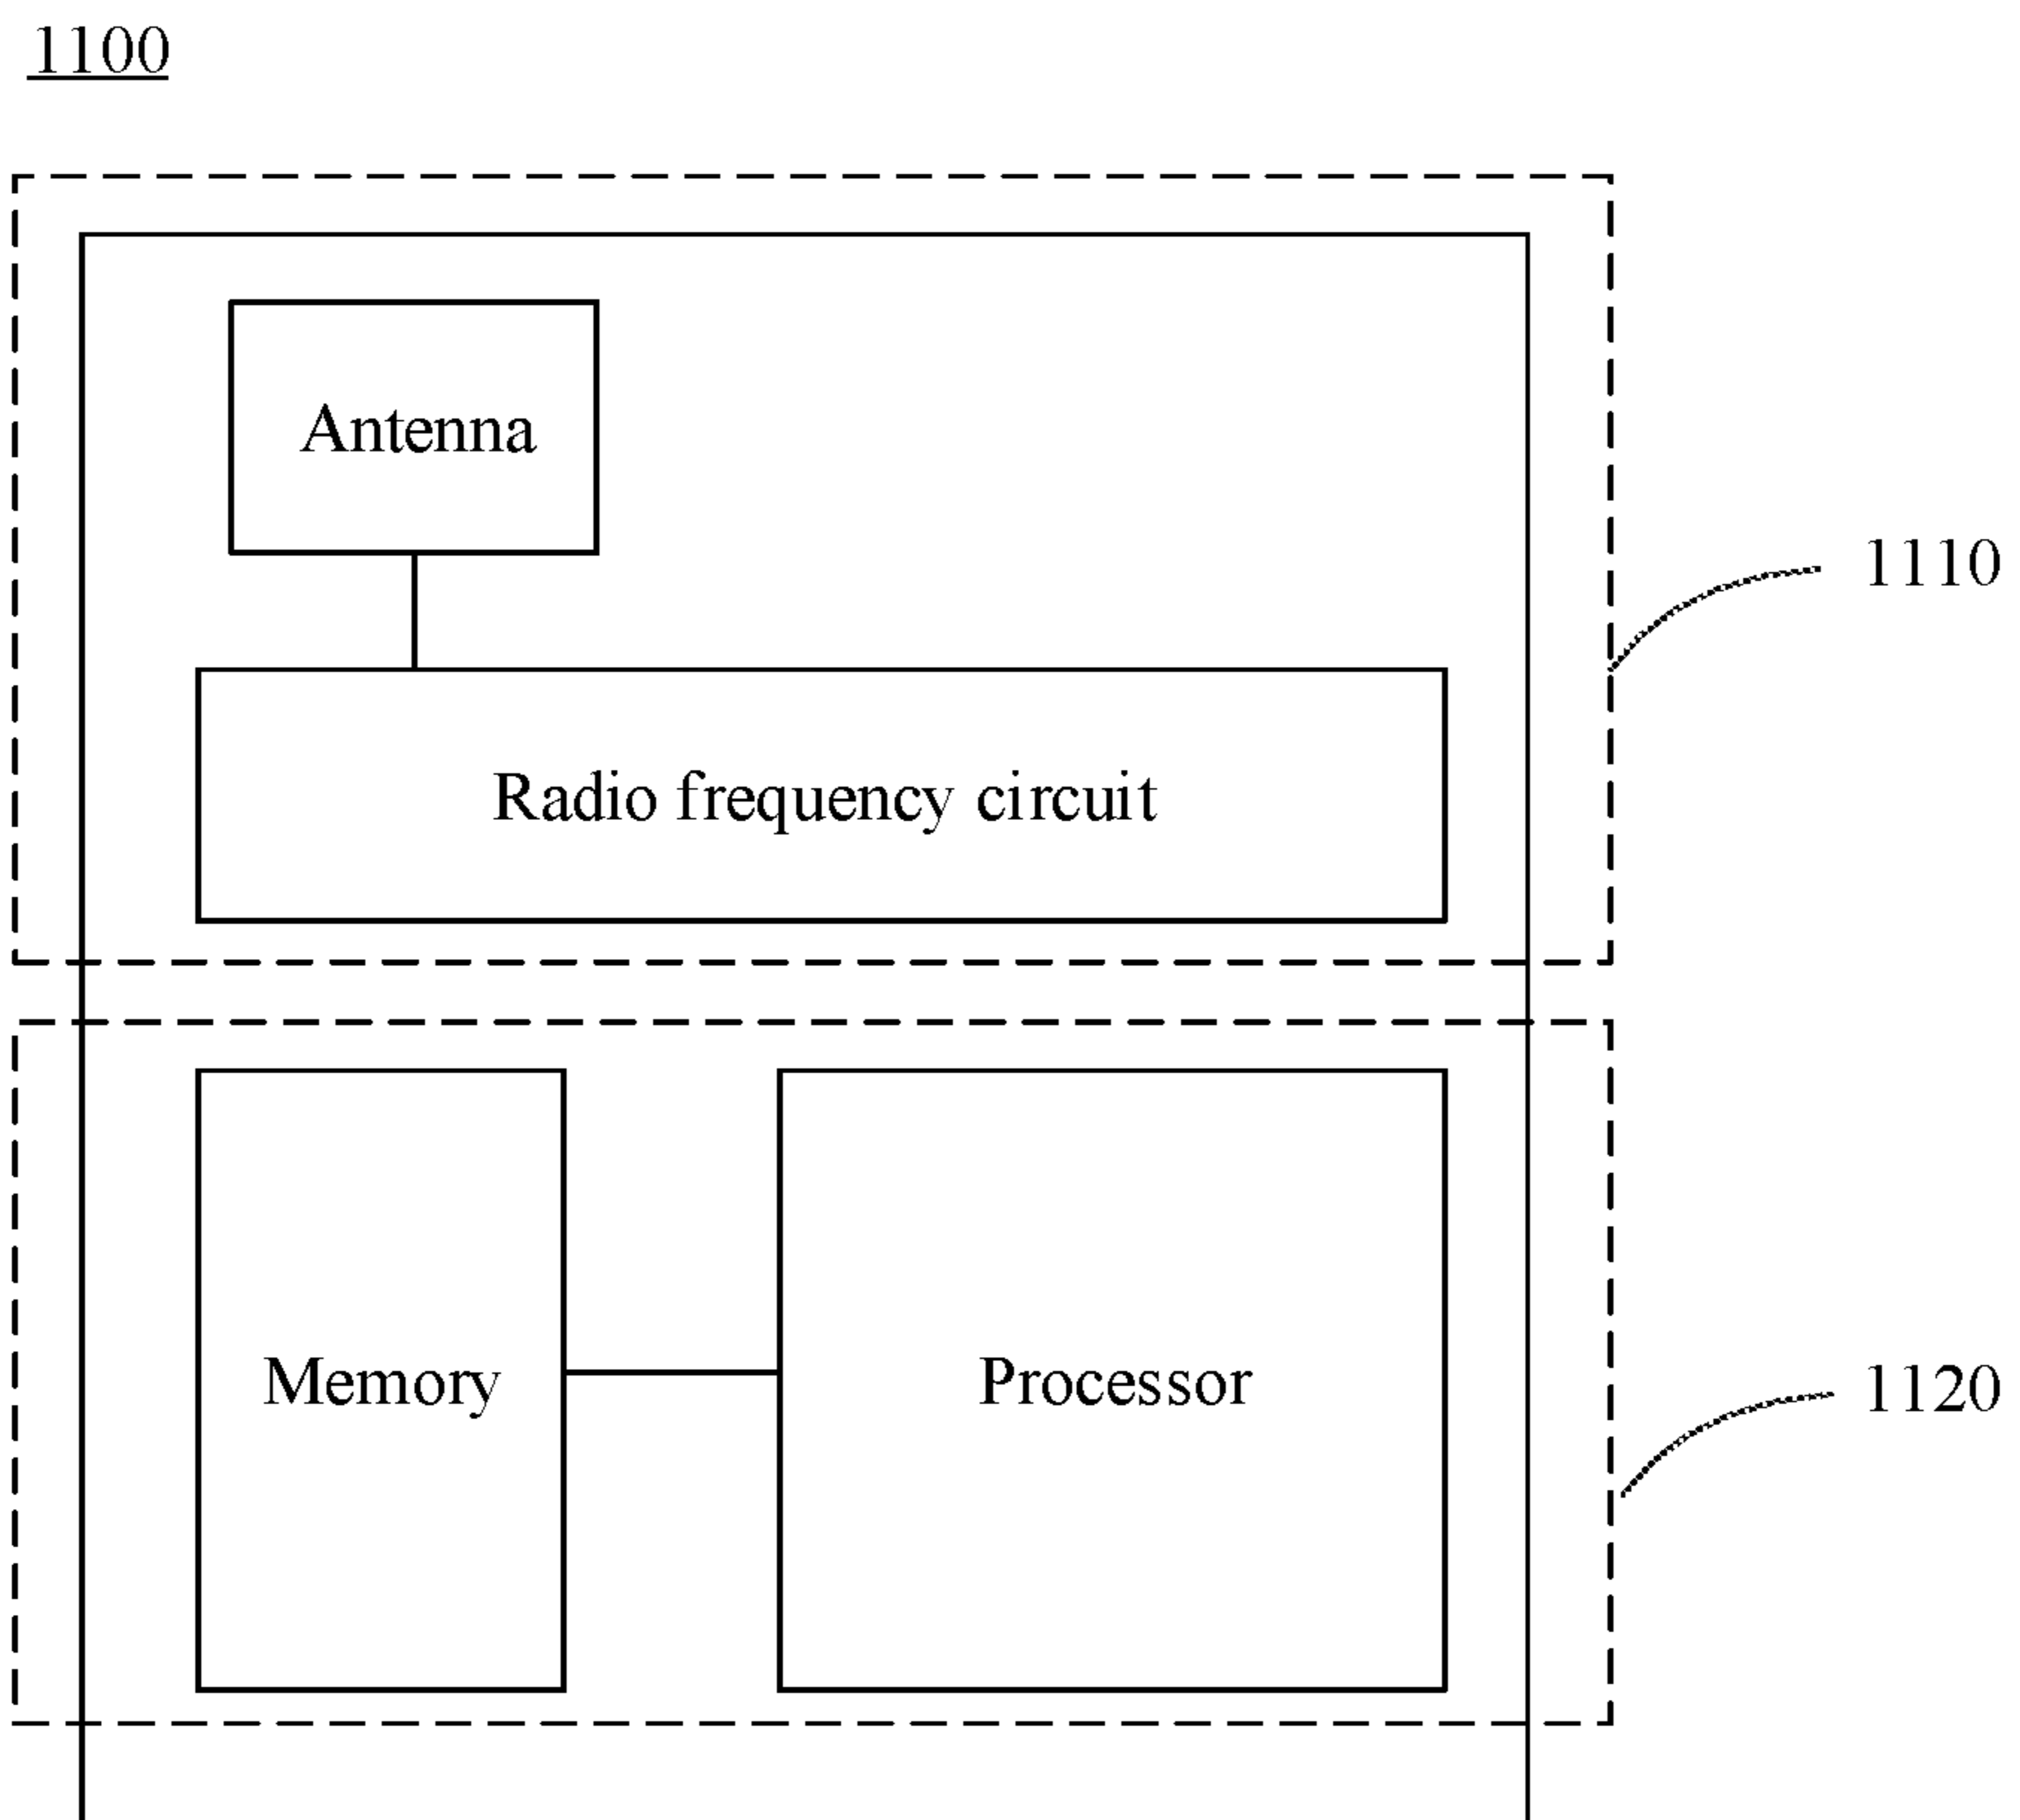 1100
Antenna
1110
Radio frequency circuit
Memory
Processor
1120